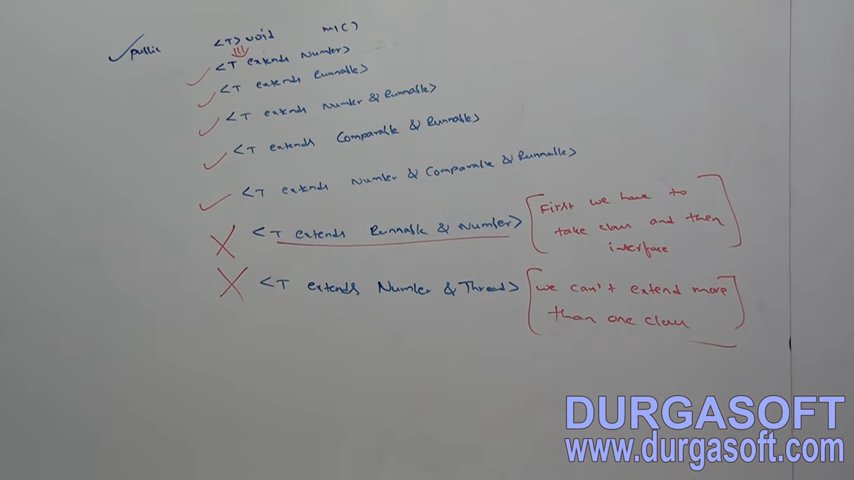 public <T> void m1()
<T extends Number>
<T extends Runnable>
<T extends Number & Runnable>
<T extends Comparable & Runnable>
<T extends Number & Comparable & Runnable>
<T extends Runnable & Number>
First we have to
take class and then
interface
<T extends Number & Thread>
we can't extend more
than one class
DURGASOFT
www.durgasoft.com